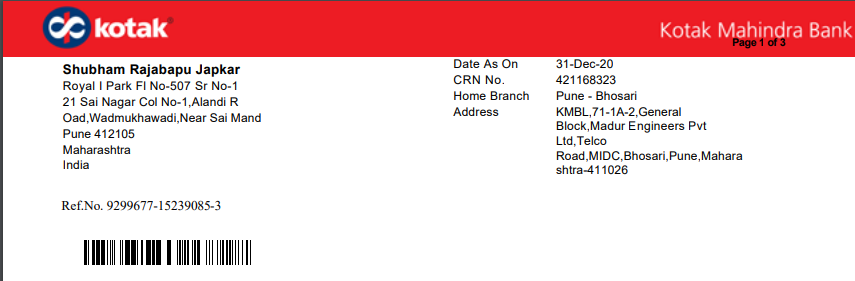 kotak
Kotak Mahindra Bank
Page 1 of 3
Shubham Rajabapu Japkar
Royal I Park Fl No-507 Sr No-1
21 Sai Nagar Col No-1,Alandi R
Oad,Wadmukhawadi,Near Sai Mand
Pune 412105
Maharashtra
India
Date As On 31-Dec-20
CRN No. 421168323
Home Branch Pune - Bhosari
Address KMBL,71-1A-2,General
Block,Madur Engineers Pvt
Ltd,Telco
Road,MIDC,Bhosari,Pune,Mahara
shtra-411026
Ref.No. 9299677-15239085-3